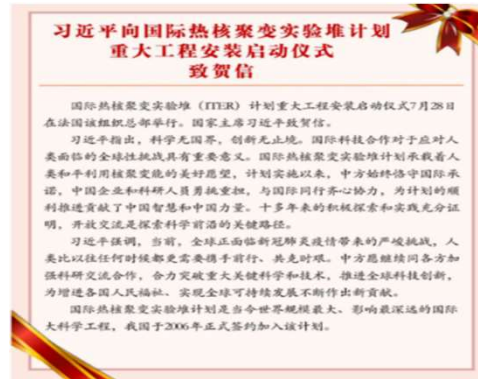 习近平向国际热核聚变实验堆计划
重大工程安装启动仪式
致贺信
国际热核聚变实验堆（ITER）计划重大工程安装启动仪式7月28日
在法国该组织总部举行。国家主席习近平致贺信。
习近平指出，科学无国界，创新无止境。国际科技合作对于应对人
类面临的全球性挑战具有重要意义。国际热核聚变实验堆计划承载着人
类和平利用核聚变能的美好愿望，计划实施以来，中方始终恪守国际承
诺，中国企业和科研人员勇挑重担，与国际同行齐心协力，为计划的顺
利推进贡献了中国智慧和中国力量。十多年来的积极探索和实践充分证
明，开放交流是探索科学前沿的关键路径。
习近平强调，当前，全球正面临新冠肺炎疫情带来的严峻挑战，人
类比以往任何时候都更需要携手前行、共克时艰。中方愿继续同各方加
强科研交流合作，合力突破重大关键科学和技术，推进全球科技创新，
为增进各国人民福祉、实现全球可持续发展不断作出新贡献。
国际热核聚变实验堆计划是当今世界规模最大、影响最深远的国际
大科学工程，我国于2006年正式签约加入该计划。